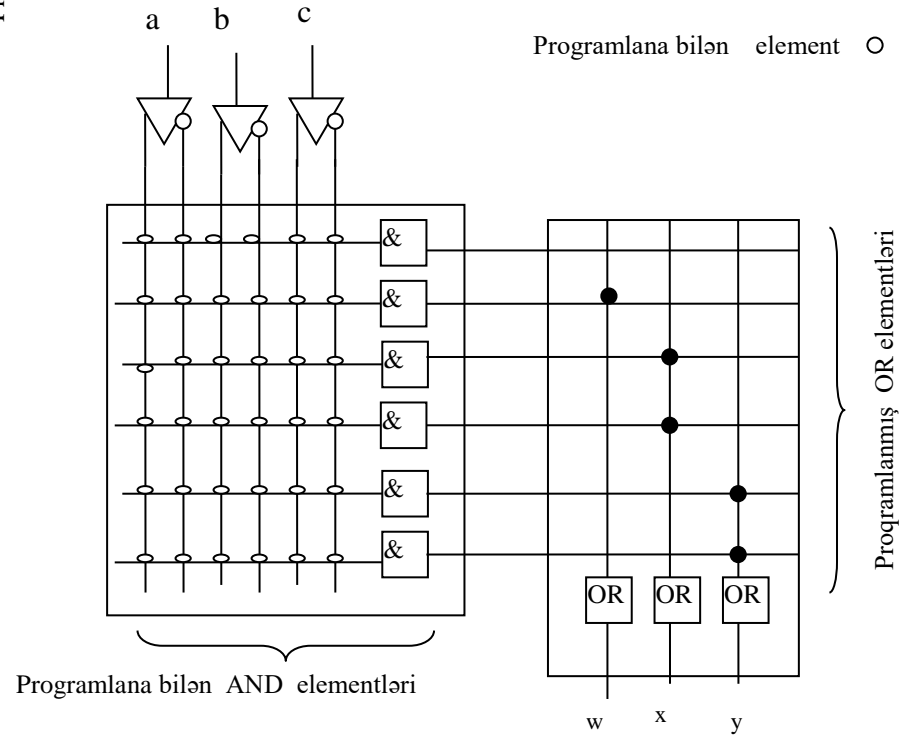 a b c
Programlana bilən element
&
&
&
&
&
&
OR OR OR
Proqramlanmış OR elementləri
Programlana bilən AND elementləri
w x y